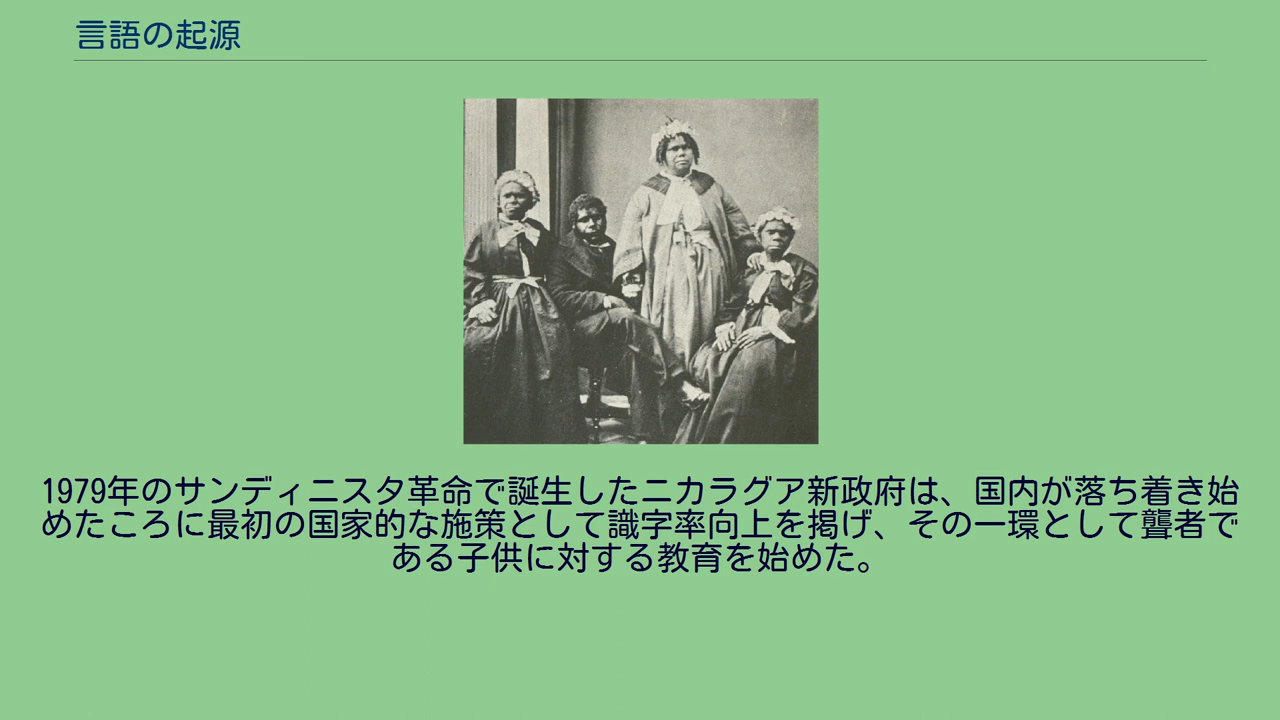 言語の起源
1979年のサンディニスタ革命で誕生したニカラグア新政府は、国内が落ち着き始
めたころに最初の国家的な施策として識字率向上を掲げ、その一環として聾者で
ある子供に対する教育を始めた。